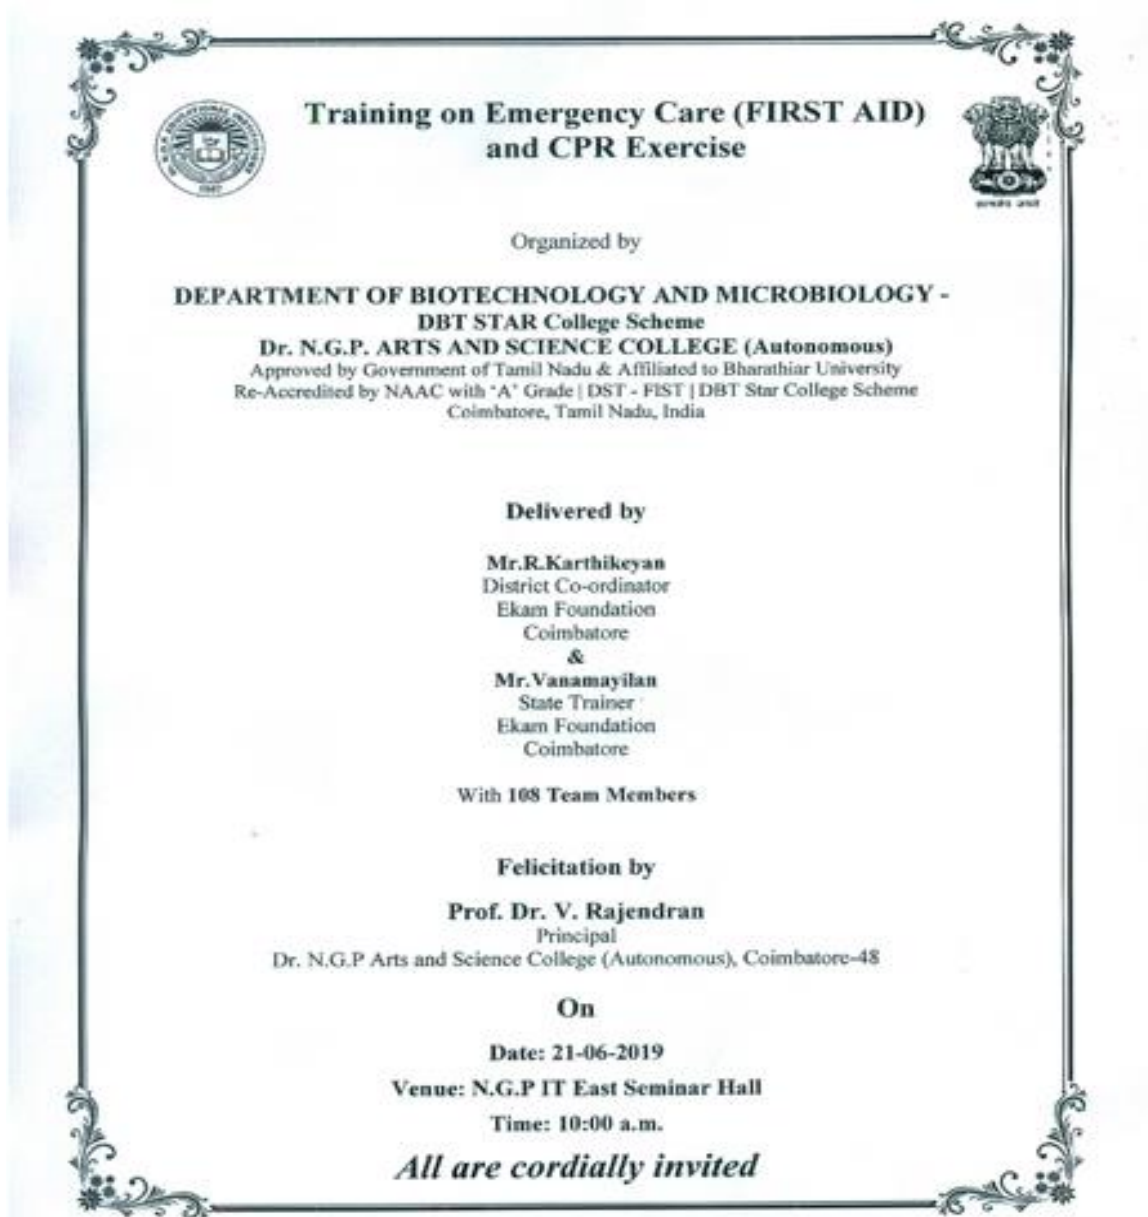 Training on Emergency Care (FIRST AID)
and CPR Exercise
Organized by
DEPARTMENT OF BIOTECHNOLOGY AND MICROBIOLOGY -
DBT STAR College Scheme
Dr. N.G.P. ARTS AND SCIENCE COLLEGE (Autonomous)
Approved by Government of Tamil Nadu & Affiliated to Bharathiar University
Re-Accredited by NAAC with 'A' Grade | DST - FIST | DBT Star College Scheme
Coimbatore, Tamil Nadu, India
Delivered by
Mr.R.Karthikeyan
District Co-ordinator
Ekam Foundation
Coimbatore
&
Mr.Vanamayilan
State Trainer
Ekam Foundation
Coimbatore
With 108 Team Members
Felicitation by
Prof. Dr. V. Rajendran
Principal
Dr. N.G.P Arts and Science College (Autonomous), Coimbatore-48
On
Date: 21-06-2019
Venue: N.G.P IT East Seminar Hall
Time: 10:00 a.m.
All are cordially invited